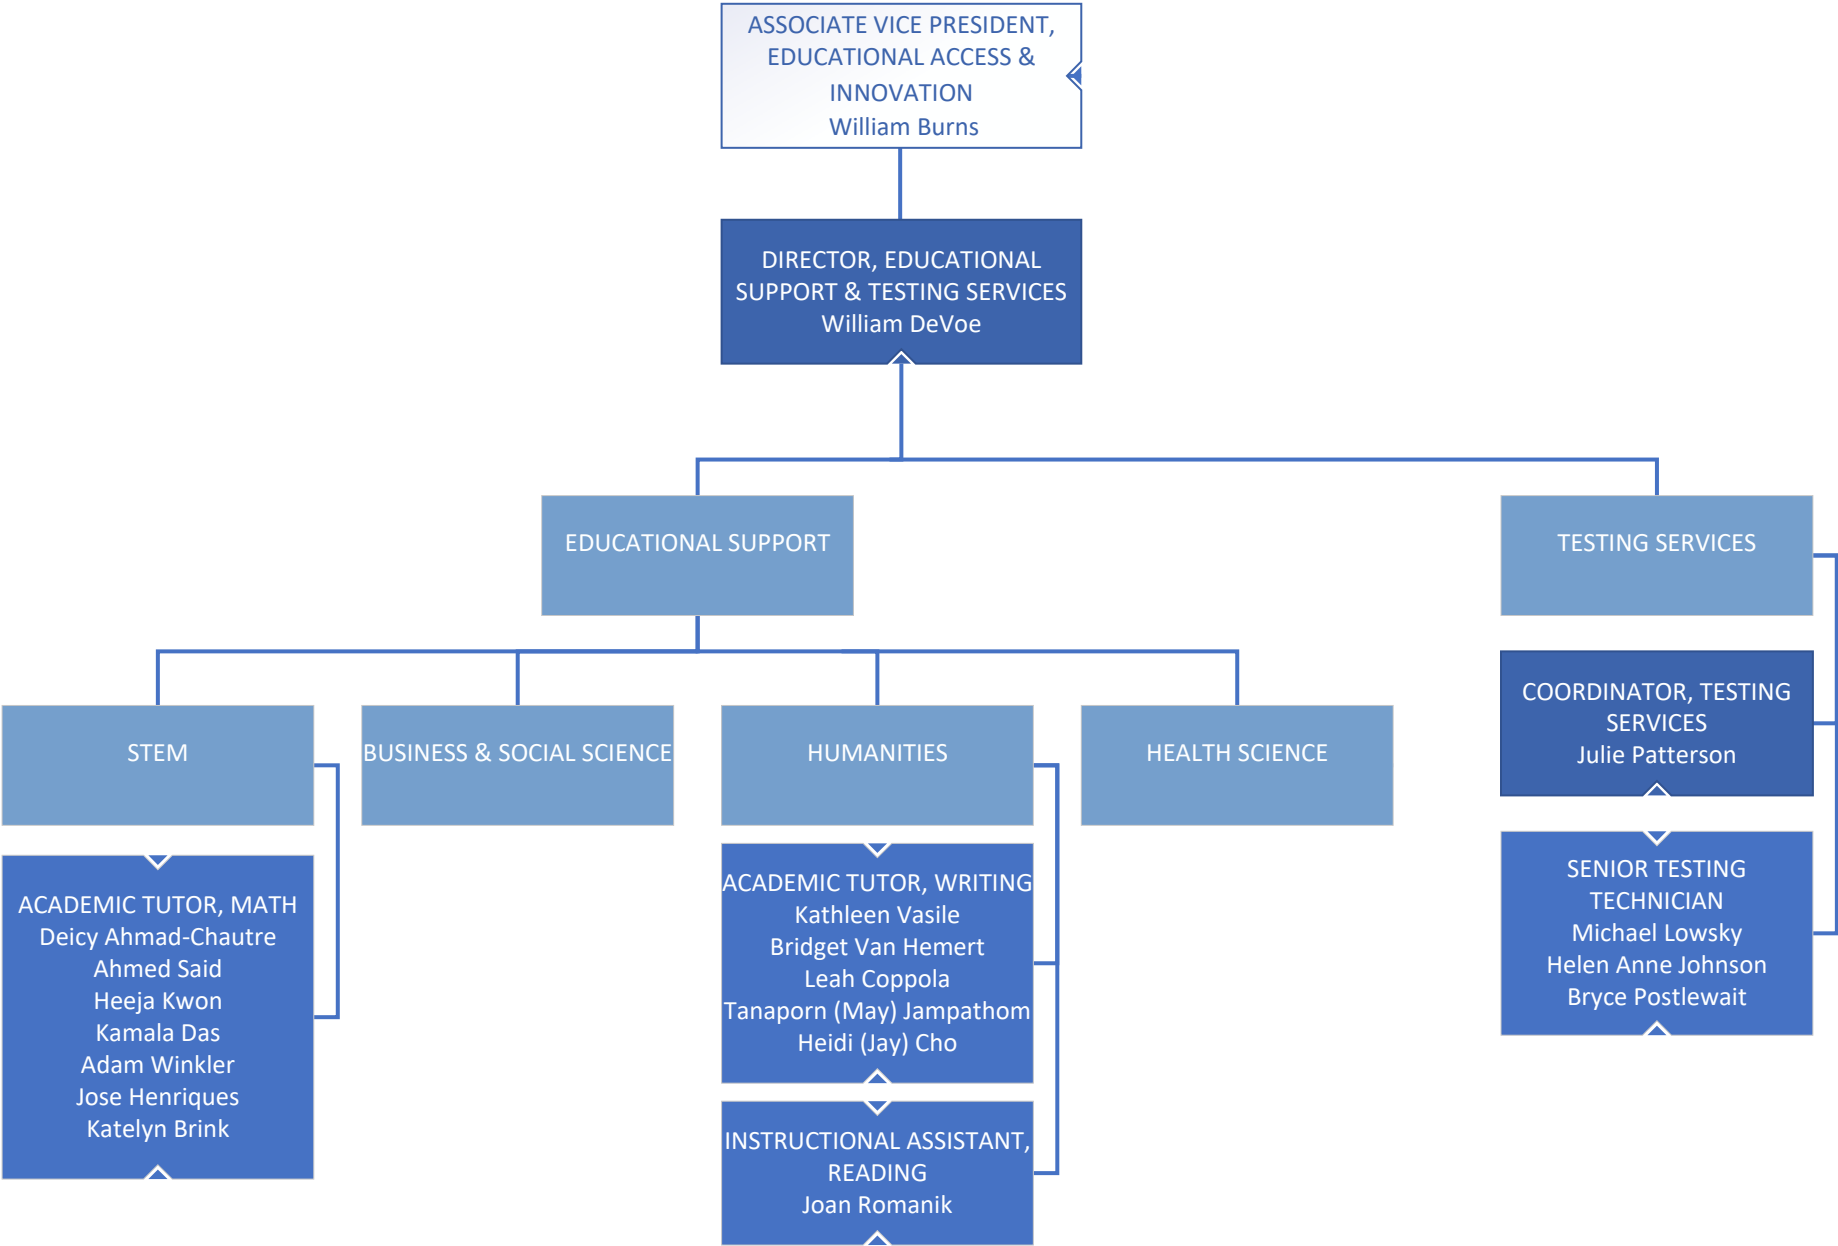 ASSOCIATE VICE PRESIDENT,
EDUCATIONAL ACCESS &
INNOVATION
William Burns
DIRECTOR, EDUCATIONAL
SUPPORT & TESTING SERVICES
William DeVoe
EDUCATIONAL SUPPORT
TESTING SERVICES
STEM
BUSINESS & SOCIAL SCIENCE
HUMANITIES
HEALTH SCIENCE
ACADEMIC TUTOR, MATH
Deicy Ahmad-Chautre
Ahmed Said
Heeja Kwon
Kamala Das
Adam Winkler
Jose Henriques
Katelyn Brink
ACADEMIC TUTOR, WRITING
Kathleen Vasile
Bridget Van Hemert
Leah Coppola
Tanaporn (May) Jampathom
Heidi (Jay) Cho
INSTRUCTIONAL ASSISTANT,
READING
Joan Romanik
COORDINATOR, TESTING
SERVICES
Julie Patterson
SENIOR TESTING
TECHNICIAN
Michael Lowsky
Helen Anne Johnson
Bryce Postlewait